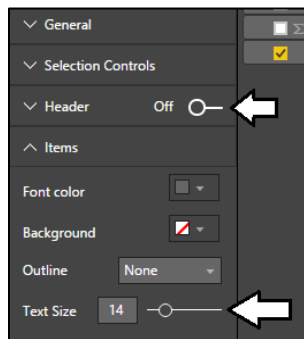 General
Selection Controls
Header Off
Items
Font color
Background
Outline None
Text Size 14